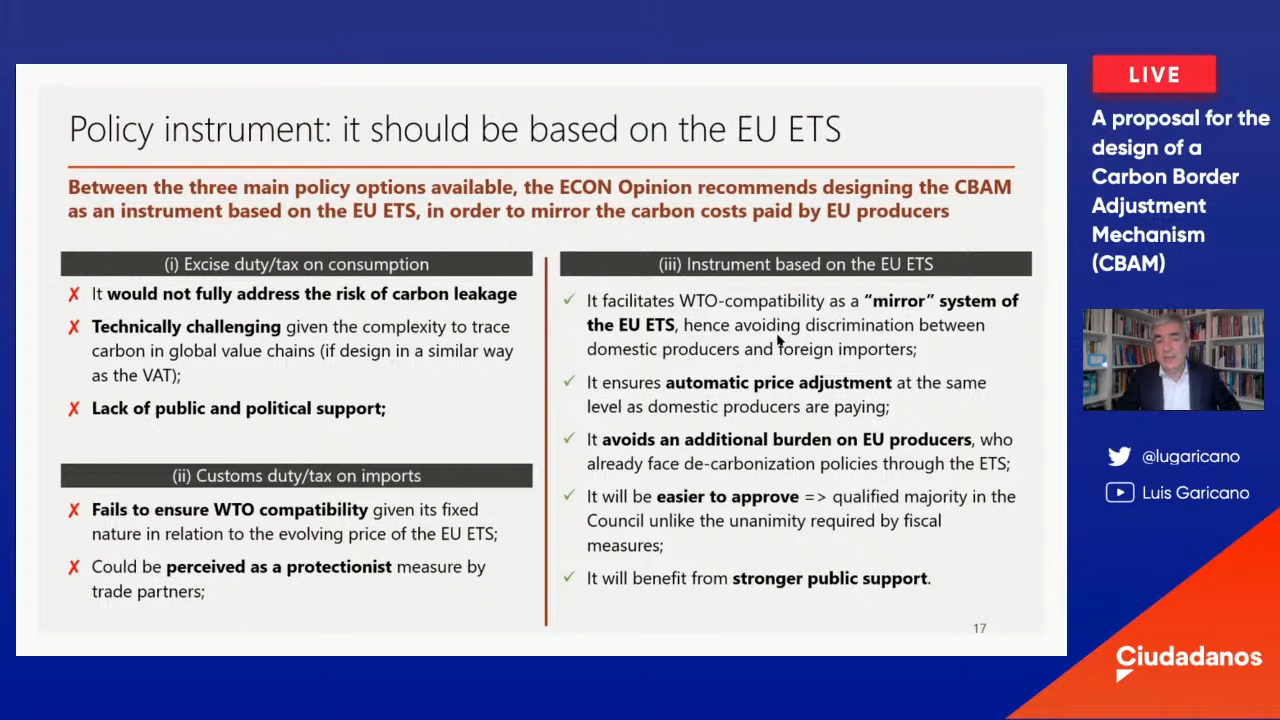 Policy instrument: it should be based on the EU ETS
Between the three main policy options available, the ECON Opinion recommends designing the CBAM
as an instrument based on the EU ETS, in order to mirror the carbon costs paid by EU producers
(i) Excise duty/tax on consumption
✗ It would not fully address the risk of carbon leakage
✗ Technically challenging given the complexity to trace
carbon in global value chains (if design in a similar way
as the VAT);
✗ Lack of public and political support;
(ii) Customs duty/tax on imports
✗ Fails to ensure WTO compatibility given its fixed
nature in relation to the evolving price of the EU ETS;
✗ Could be perceived as a protectionist measure by
trade partners;
(iii) Instrument based on the EU ETS
✓ It facilitates WTO-compatibility as a “mirror” system of
the EU ETS, hence avoiding discrimination between
domestic producers and foreign importers;
✓ It ensures automatic price adjustment at the same
level as domestic producers are paying;
✓ It avoids an additional burden on EU producers, who
already face de-carbonization policies through the ETS;
✓ It will be easier to approve => qualified majority in the
Council unlike the unanimity required by fiscal
measures;
✓ It will benefit from stronger public support.
17
LIVE
A proposal for the
design of a
Carbon Border
Adjustment
Mechanism
(CBAM)
@lugaricano
Luis Garicano
Ciudadanos